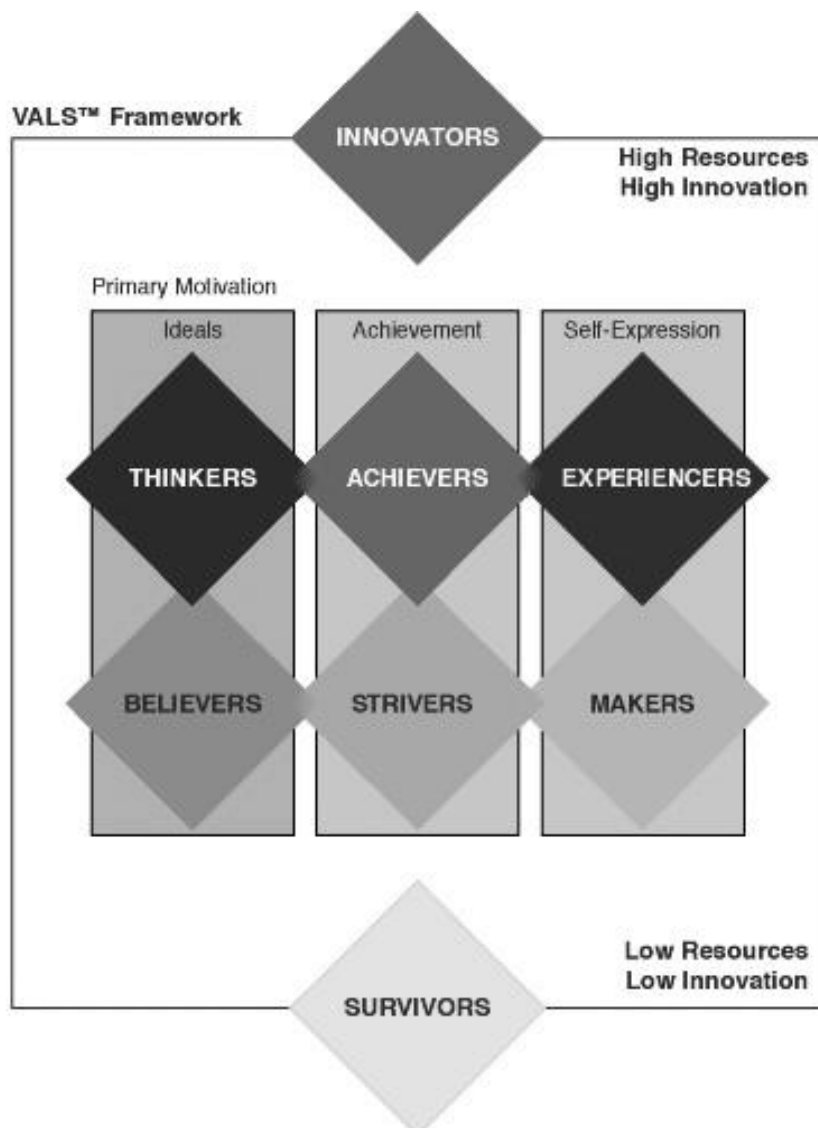 VALS™ Framework
INNOVATORS
High Resources
High Innovation
Primary Motivation
Ideals
Achievement
Self-Expression
THINKERS
ACHIEVERS
EXPERIENCERS
BELIEVERS
STRIVERS
MAKERS
Low Resources
Low Innovation
SURVIVORS